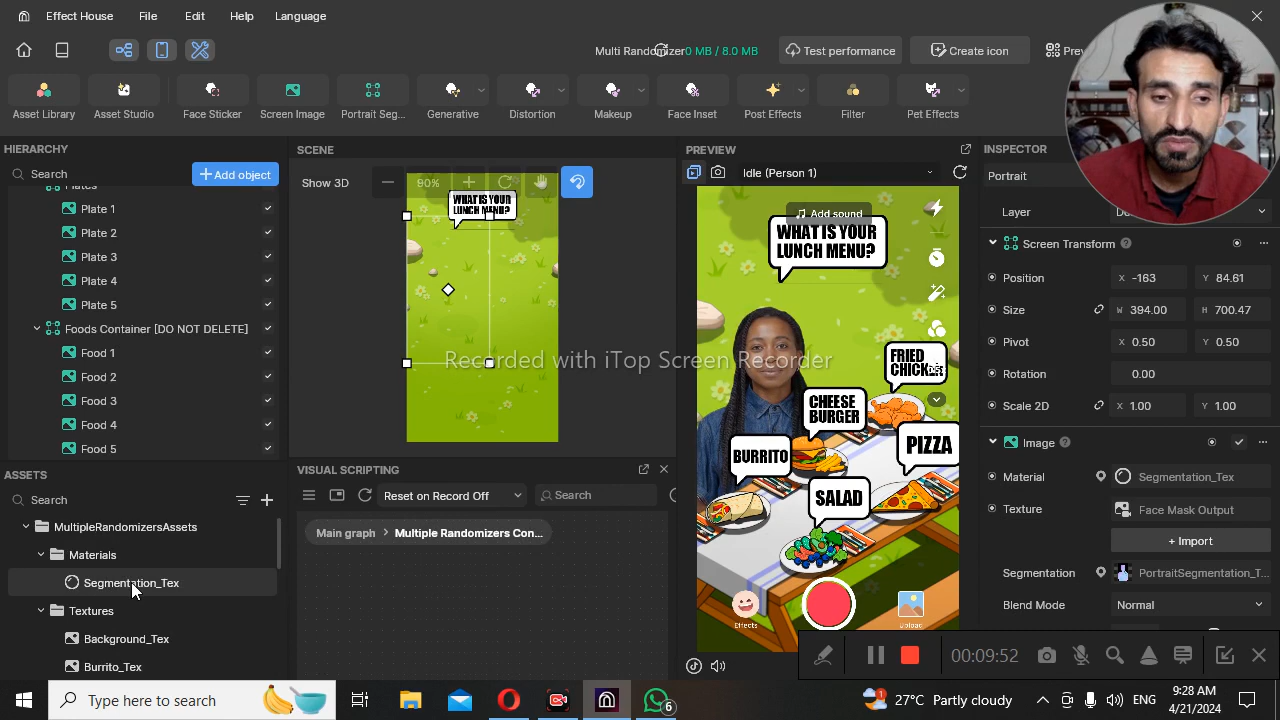 Effect House File Edit Help Language
Multi Randomizer 0 MB / 8.0 MB Test performance Create icon
Asset Library Asset Studio Face Sticker Screen Image Portrait Seg... Generative Distortion Makeup Face Inset Post Effects Filter Pet Effects
HIERARCHY
Search + Add object
Plates
Plate 1
Plate 2
Plate 3
Plate 4
Plate 5
Foods Container [DO NOT DELETE]
Food 1
Food 2
Food 3
Food 4
Food 5
SCENE
Show 3D 90%
WHAT IS YOUR
LUNCH MENU?
PREVIEW
Idle (Person 1)
Add sound
WHAT IS YOUR
LUNCH MENU?
FRIED
CHICKEN
CHEESE
BURGER
BURRITO
PIZZA
SALAD
Effects
Upload
Recorded with iTop Screen Recorder
INSPECTOR
Portrait
Layer
Screen Transform
Position X -163 Y 84.61
Size W 394.00 H 700.47
Pivot X 0.50 Y 0.50
Rotation 0.00
Scale 2D X 1.00 Y 1.00
Image
Material Segmentation_Tex
Texture Face Mask Output
+ Import
Segmentation PortraitSegmentation_T...
Blend Mode Normal
ASSETS
Search
MultipleRandomizersAssets
Materials
Segmentation_Tex
Textures
Background_Tex
Burrito_Tex
VISUAL SCRIPTING
Reset on Record Off Search
Main graph > Multiple Randomizers Con...
00:09:52
Type here to search
6
1
27°C Partly cloudy
ENG
9:28 AM
4/21/2024